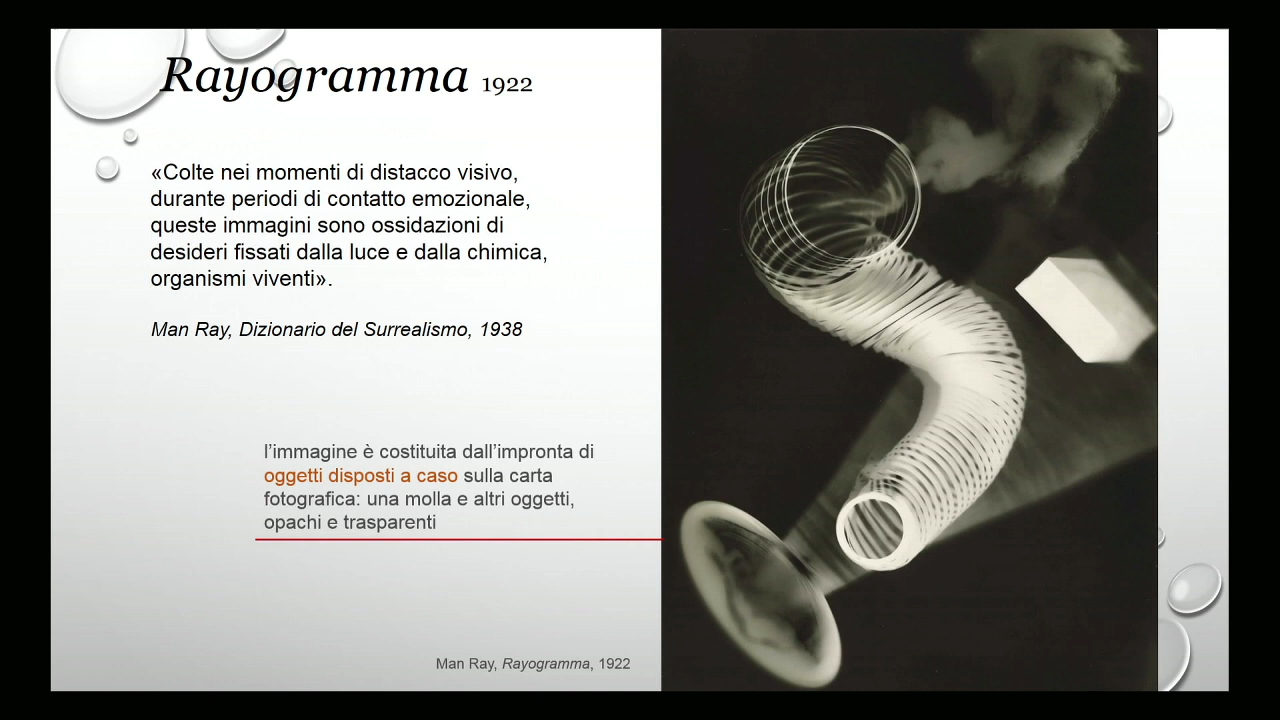 Rayogramma 1922
«Colte nei momenti di distacco visivo,
durante periodi di contatto emozionale,
queste immagini sono ossidazioni di
desideri fissati dalla luce e dalla chimica,
organismi viventi».
Man Ray, Dizionario del Surrealismo, 1938
l’immagine è costituita dall’impronta di
oggetti disposti a caso sulla carta
fotografica: una molla e altri oggetti,
opachi e trasparenti
Man Ray, Rayogramma, 1922